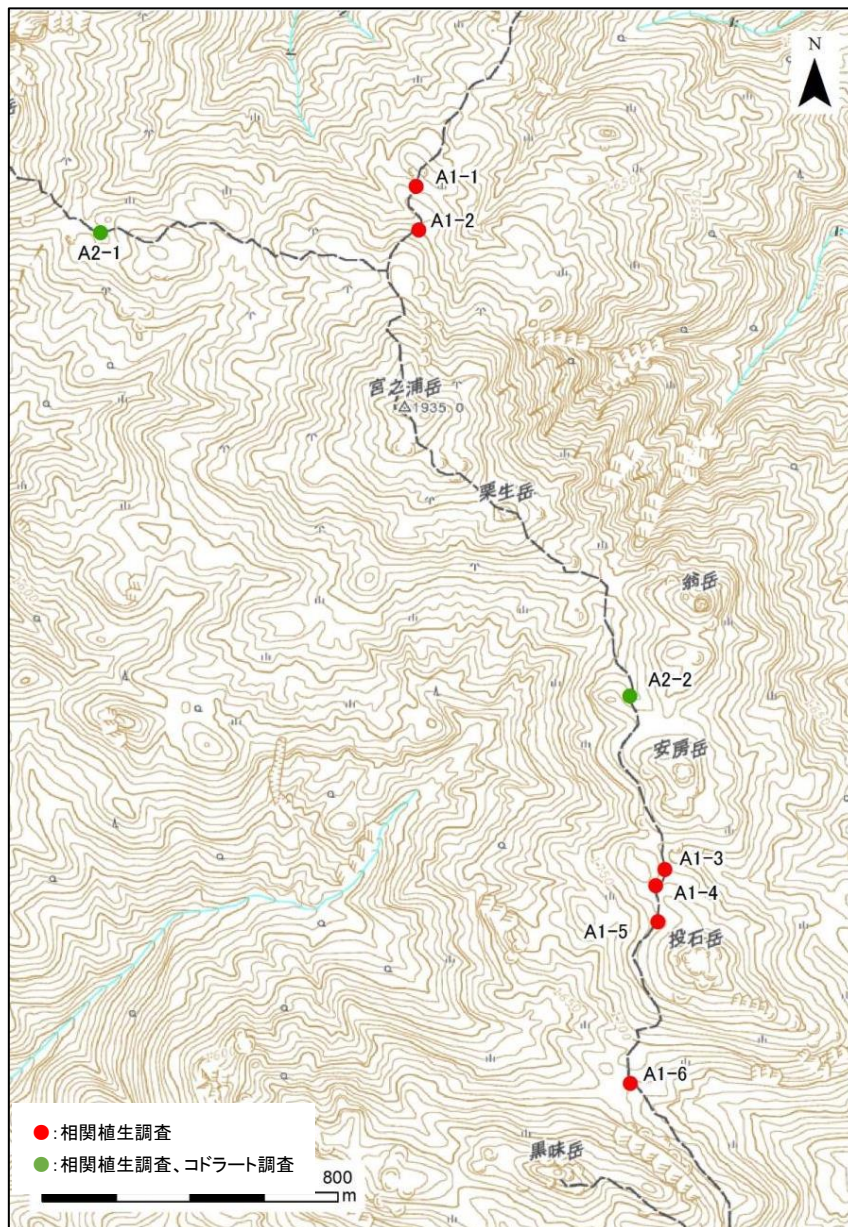 N
A1-1
A1-2
A2-1
宮之浦岳
1935.0
栗生岳
翁岳
A2-2
安房岳
A1-3
A1-4
A1-5
投石岳
A1-6
黒味岳
:相関植生調査
:相関植生調査、コドラート調査
800
m